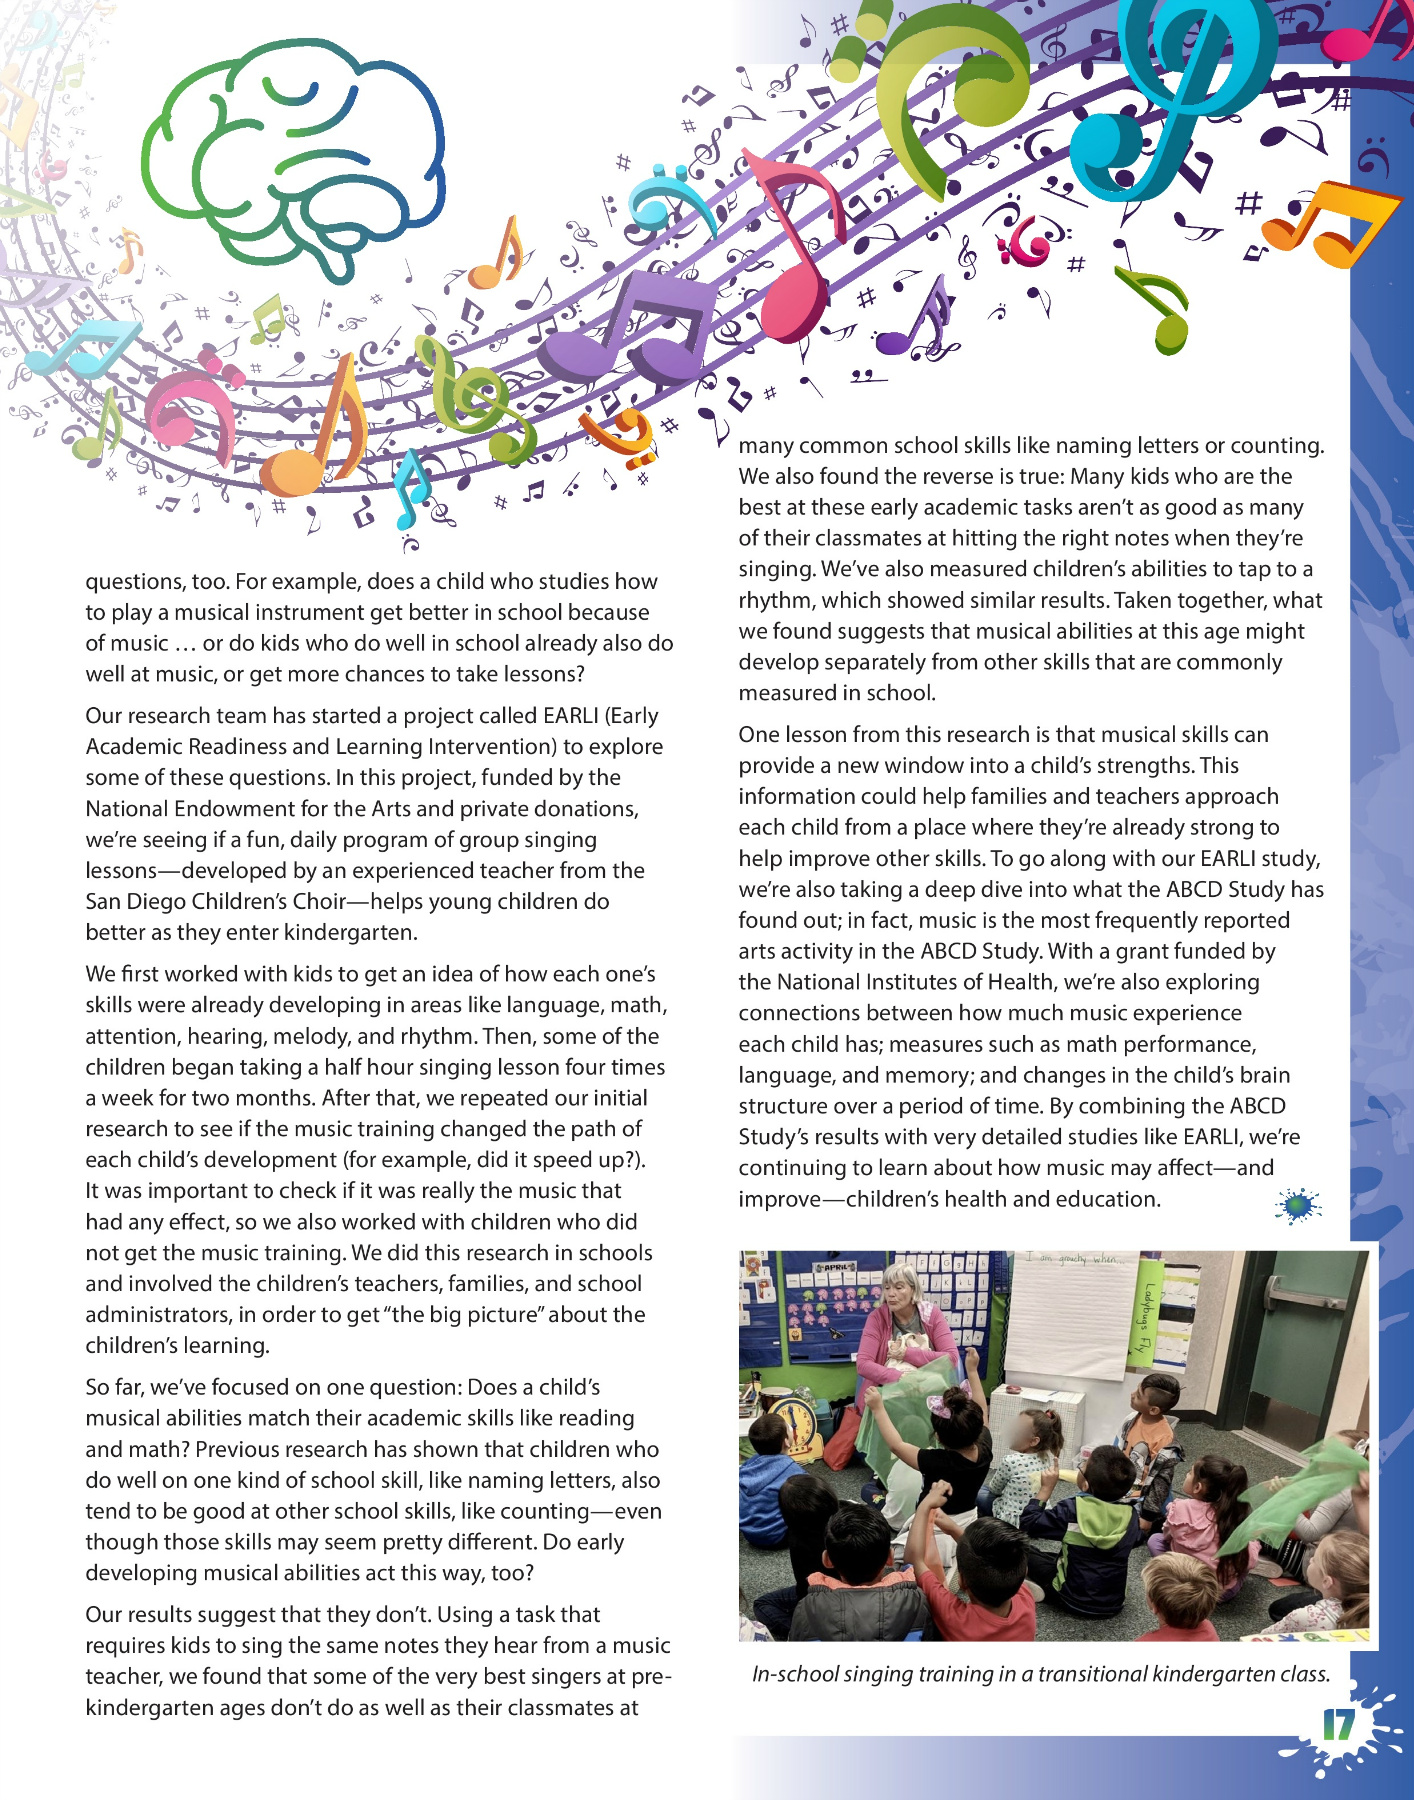 questions, too. For example, does a child who studies how
to play a musical instrument get better in school because
of music … or do kids who do well in school already also do
well at music, or get more chances to take lessons?
Our research team has started a project called EARLI (Early
Academic Readiness and Learning Intervention) to explore
some of these questions. In this project, funded by the
National Endowment for the Arts and private donations,
we’re seeing if a fun, daily program of group singing
lessons—developed by an experienced teacher from the
San Diego Children’s Choir—helps young children do
better as they enter kindergarten.
We first worked with kids to get an idea of how each one’s
skills were already developing in areas like language, math,
attention, hearing, melody, and rhythm. Then, some of the
children began taking a half hour singing lesson four times
a week for two months. After that, we repeated our initial
research to see if the music training changed the path of
each child’s development (for example, did it speed up?).
It was important to check if it was really the music that
had any effect, so we also worked with children who did
not get the music training. We did this research in schools
and involved the children’s teachers, families, and school
administrators, in order to get “the big picture” about the
children’s learning.
So far, we’ve focused on one question: Does a child’s
musical abilities match their academic skills like reading
and math? Previous research has shown that children who
do well on one kind of school skill, like naming letters, also
tend to be good at other school skills, like counting—even
though those skills may seem pretty different. Do early
developing musical abilities act this way, too?
Our results suggest that they don’t. Using a task that
requires kids to sing the same notes they hear from a music
teacher, we found that some of the very best singers at pre-
kindergarten ages don’t do as well as their classmates at
many common school skills like naming letters or counting.
We also found the reverse is true: Many kids who are the
best at these early academic tasks aren’t as good as many
of their classmates at hitting the right notes when they’re
singing. We’ve also measured children’s abilities to tap to a
rhythm, which showed similar results. Taken together, what
we found suggests that musical abilities at this age might
develop separately from other skills that are commonly
measured in school.
One lesson from this research is that musical skills can
provide a new window into a child’s strengths. This
information could help families and teachers approach
each child from a place where they’re already strong to
help improve other skills. To go along with our EARLI study,
we’re also taking a deep dive into what the ABCD Study has
found out; in fact, music is the most frequently reported
arts activity in the ABCD Study. With a grant funded by
the National Institutes of Health, we’re also exploring
connections between how much music experience
each child has; measures such as math performance,
language, and memory; and changes in the child’s brain
structure over a period of time. By combining the ABCD
Study’s results with very detailed studies like EARLI, we’re
continuing to learn about how music may affect—and
improve—children’s health and education.
APRIL
I am grouchy when...
Ladybugs Fly
In-school singing training in a transitional kindergarten class.
17